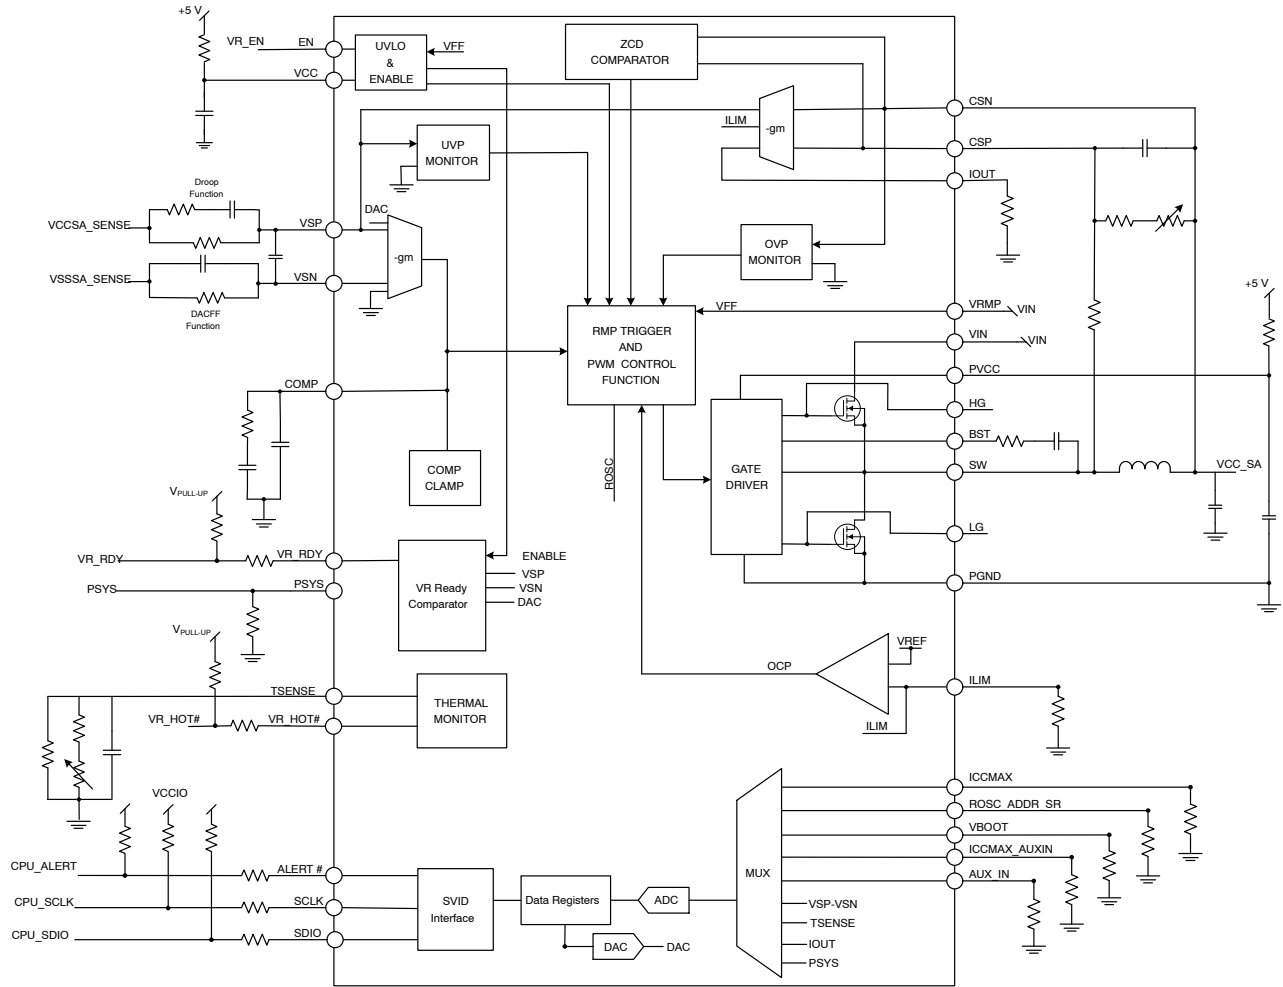 +5 V
VR_EN
EN
UVLO
&
ENABLE
VFF
VCC
ZCD
COMPARATOR
CSN
ILIM
-gm
CSP
IOUT
UVP
MONITOR
Droop
Function
VCCSA_SENSE
VSP
DAC
-gm
VSSSA_SENSE
VSN
DACFF
Function
OVP
MONITOR
+5 V
VFF
VRMP
VIN
RMP TRIGGER
AND
PWM CONTROL
FUNCTION
VIN
VIN
PVCC
COMP
HG
BST
GATE
DRIVER
SW
VCC_SA
COMP
CLAMP
ROSC
VPULL-UP
LG
VR_RDY
VR_RDY
ENABLE
VSP
VSN
DAC
VR Ready
Comparator
PSYS
PSYS
PGND
VPULL-UP
VREF
OCP
ILIM
ILIM
TSENSE
THERMAL
MONITOR
VR_HOT#
VR_HOT#
VCCIO
ICCMAX
ROSC_ADDR_SR
VBOOT
ICCMAX_AUXIN
AUX_IN
MUX
VSP-VSN
TSENSE
IOUT
PSYS
CPU_ALERT
ALERT #
CPU_SCLK
SCLK
CPU_SDIO
SDIO
SVID
Interface
Data Registers
ADC
DAC
DAC